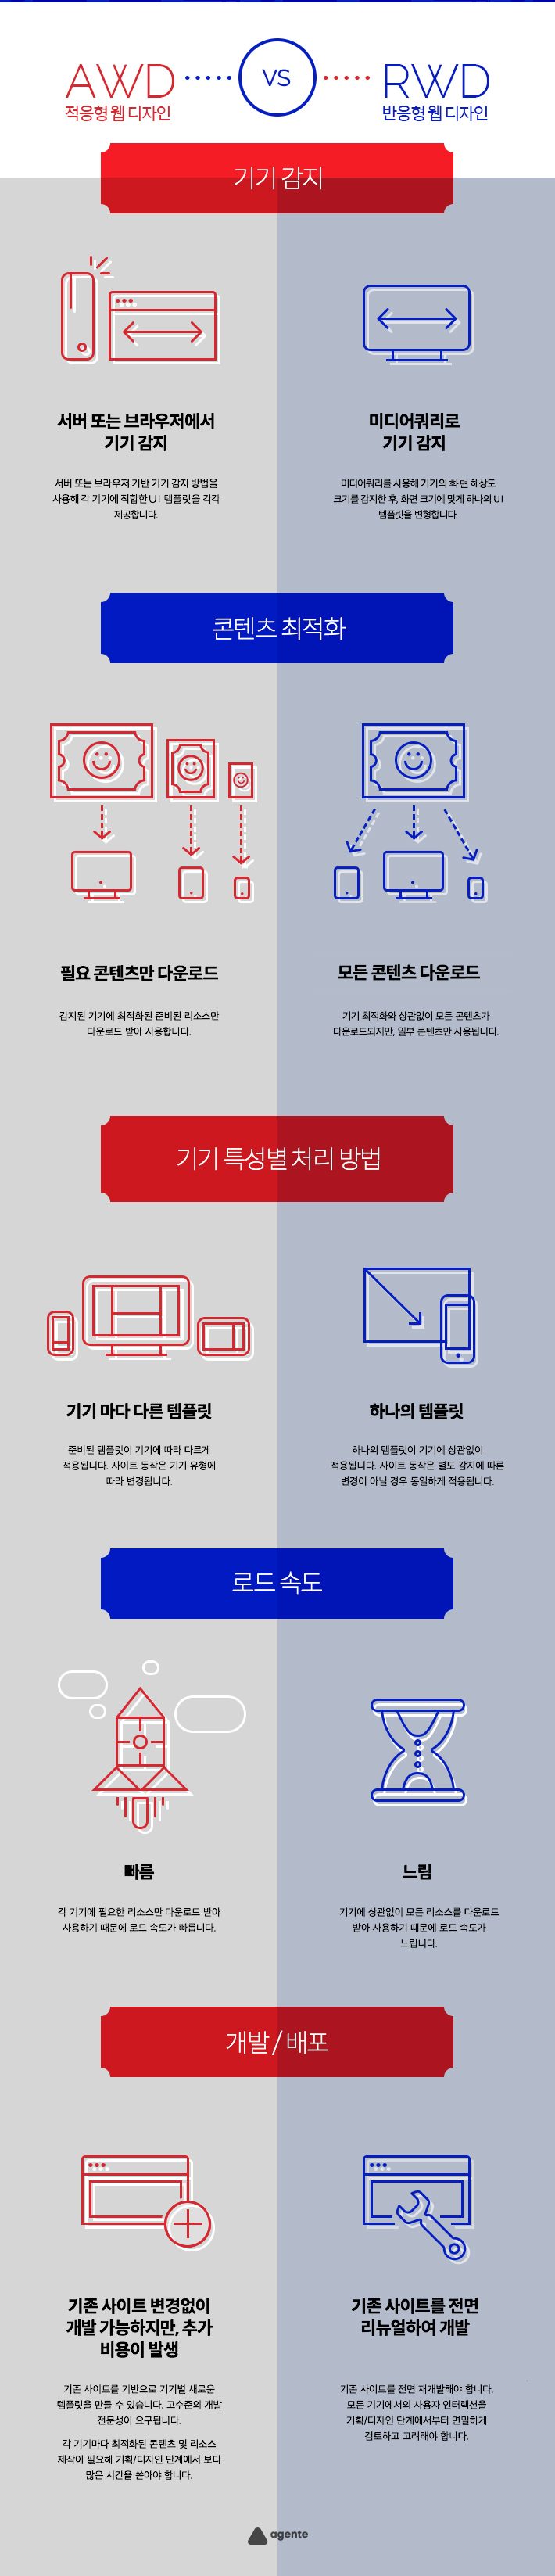 AWD
적응형 웹 디자인
VS
RWD
반응형 웹 디자인
기기 감지
서버 또는 브라우저에서
기기 감지
서버 또는 브라우저 기반 기기 감지 방법을
사용해 각 기기에 적합한 UI 템플릿을 각각
제공합니다.
미디어쿼리로
기기 감지
미디어쿼리를 사용해 기기의 화면 해상도
크기를 감지한 후, 화면 크기에 맞게 하나의 UI
템플릿을 변형합니다.
콘텐츠 최적화
필요 콘텐츠만 다운로드
감지된 기기에 최적화된 준비된 리소스만
다운로드 받아 사용합니다.
모든 콘텐츠 다운로드
기기 최적화와 상관없이 모든 콘텐츠가
다운로드되지만, 일부 콘텐츠만 사용됩니다.
기기 특성별 처리 방법
기기 마다 다른 템플릿
준비된 템플릿이 기기에 따라 다르게
적용됩니다. 사이트 동작은 기기 유형에
따라 변경됩니다.
하나의 템플릿
하나의 템플릿이 기기에 상관없이
적용됩니다. 사이트 동작은 별도 감지에 따른
변경이 아닐 경우 동일하게 적용됩니다.
로드 속도
빠름
각 기기에 필요한 리소스만 다운로드 받아
사용하기 때문에 로드 속도가 빠릅니다.
느림
기기에 상관없이 모든 리소스를 다운로드
받아 사용하기 때문에 로드 속도가
느립니다.
개발 / 배포
기존 사이트 변경없이
개발 가능하지만, 추가
비용이 발생
기존 사이트를 기반으로 기기별 새로운
템플릿을 만들 수 있습니다. 고수준의 개발
전문성이 요구됩니다.
각 기기마다 최적화된 콘텐츠 및 리소스
제작이 필요해 기획/디자인 단계에서 보다
많은 시간을 쏟아야 합니다.
기존 사이트를 전면
리뉴얼하여 개발
기존 사이트를 전면 재개발해야 합니다.
모든 기기에서의 사용자 인터랙션을
기획/디자인 단계에서부터 면밀하게
검토하고 고려해야 합니다.
agente